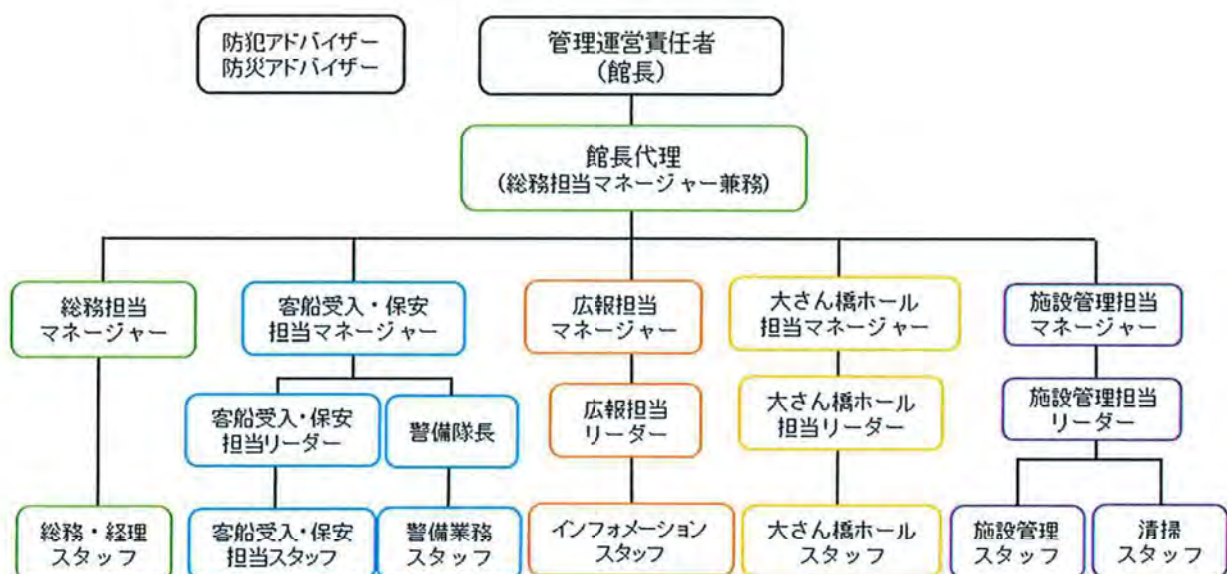 防犯アドバイザー
防災アドバイザー
管理運営責任者
(館長)
館長代理
(総務担当マネージャー兼務)
総務担当
マネージャー
客船受入・保安
担当マネージャー
広報担当
マネージャー
大さん橋ホール
担当マネージャー
施設管理担当
マネージャー
客船受入・保安
担当リーダー
警備隊長
広報担当
リーダー
大さん橋ホール
担当リーダー
施設管理担当
リーダー
総務・経理
スタッフ
客船受入・保安
担当スタッフ
警備業務
スタッフ
インフォメーション
スタッフ
大さん橋ホール
スタッフ
施設管理
スタッフ
清掃
スタッフ